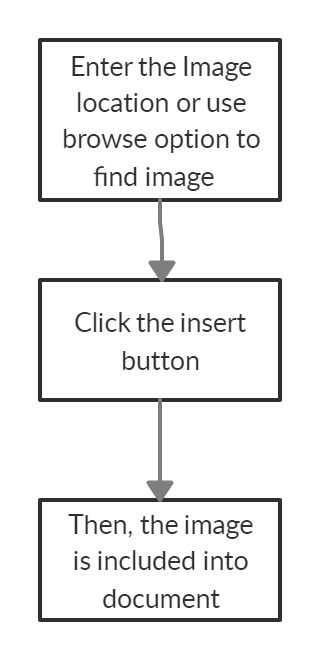 Enter the Image
location or use
browse option to
find image
Click the insert
button
Then, the image
is included into
document